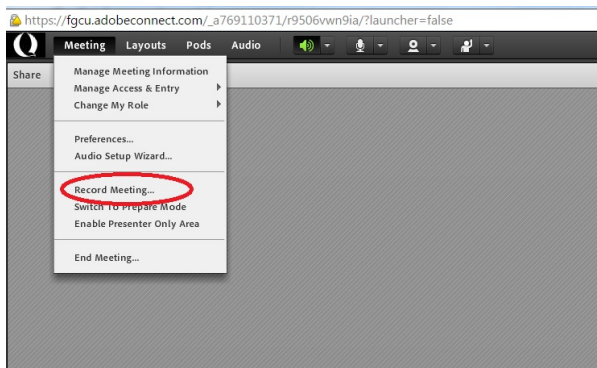 https://fgcu.adobeconnect.com/_a769110371/r9506vwn9ia/?launcher=false
Meeting Layouts Pods Audio
Share
Manage Meeting Information
Manage Access & Entry
Change My Role
Preferences...
Audio Setup Wizard...
Record Meeting...
Switch To Prepare Mode
Enable Presenter Only Area
End Meeting...